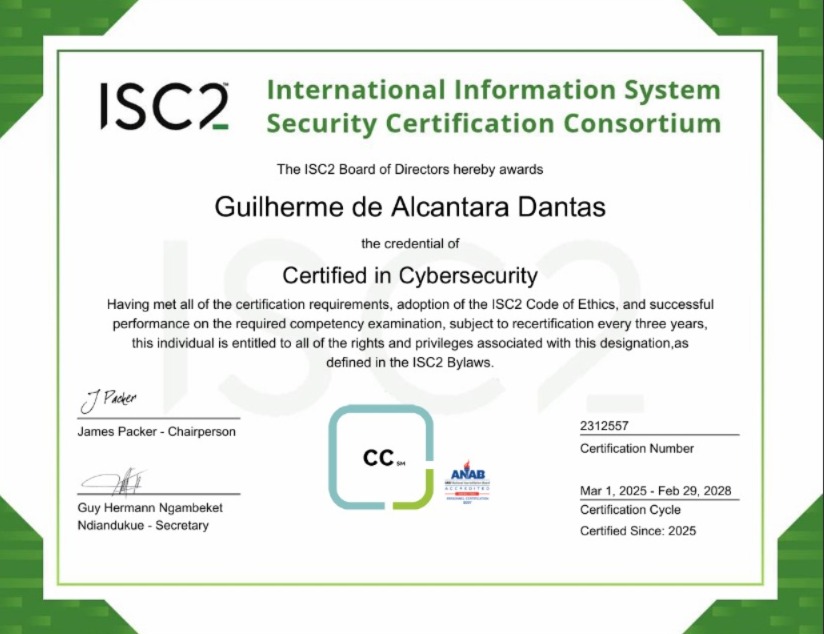 ISC2™
International Information System
Security Certification Consortium
The ISC2 Board of Directors hereby awards
Guilherme de Alcantara Dantas
the credential of
Certified in Cybersecurity
Having met all of the certification requirements, adoption of the ISC2 Code of Ethics, and successful
performance on the required competency examination, subject to recertification every three years,
this individual is entitled to all of the rights and privileges associated with this designation,as
defined in the ISC2 Bylaws.
J Packer
James Packer - Chairperson
Guy Hermann Ngambeket
Ndiandukue - Secretary
CC SM
ANAB
ACCREDITED
2312557
Certification Number
Mar 1, 2025 - Feb 29, 2028
Certification Cycle
Certified Since: 2025
ISC2